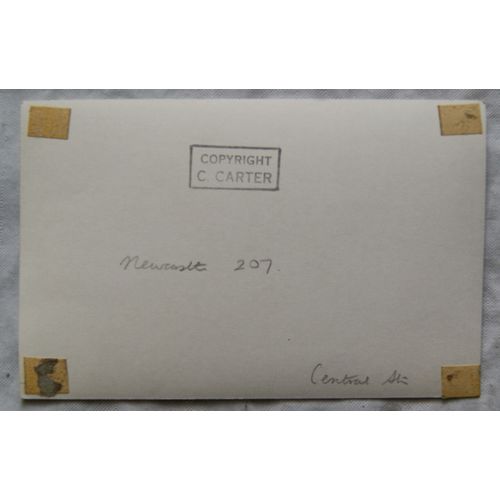 COPYRIGHT
C. CARTER
Newcastle 207.
Central Stn